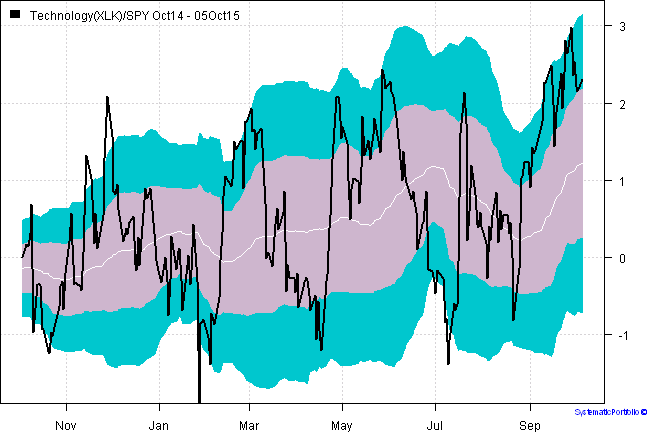 Technology(XLK)/SPY Oct14 - 05Oct15
3
2
1
0
-1
Nov Jan Mar May Jul Sep
SystematicPortfolio ©